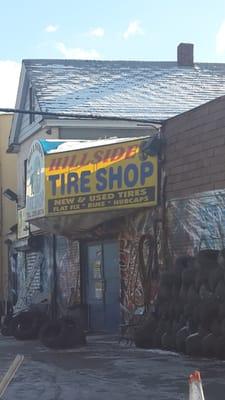 HILLSIDE
TIRE SHOP
NEW & USED TIRES
FLAT FIX * RIMS * HUBCAPS